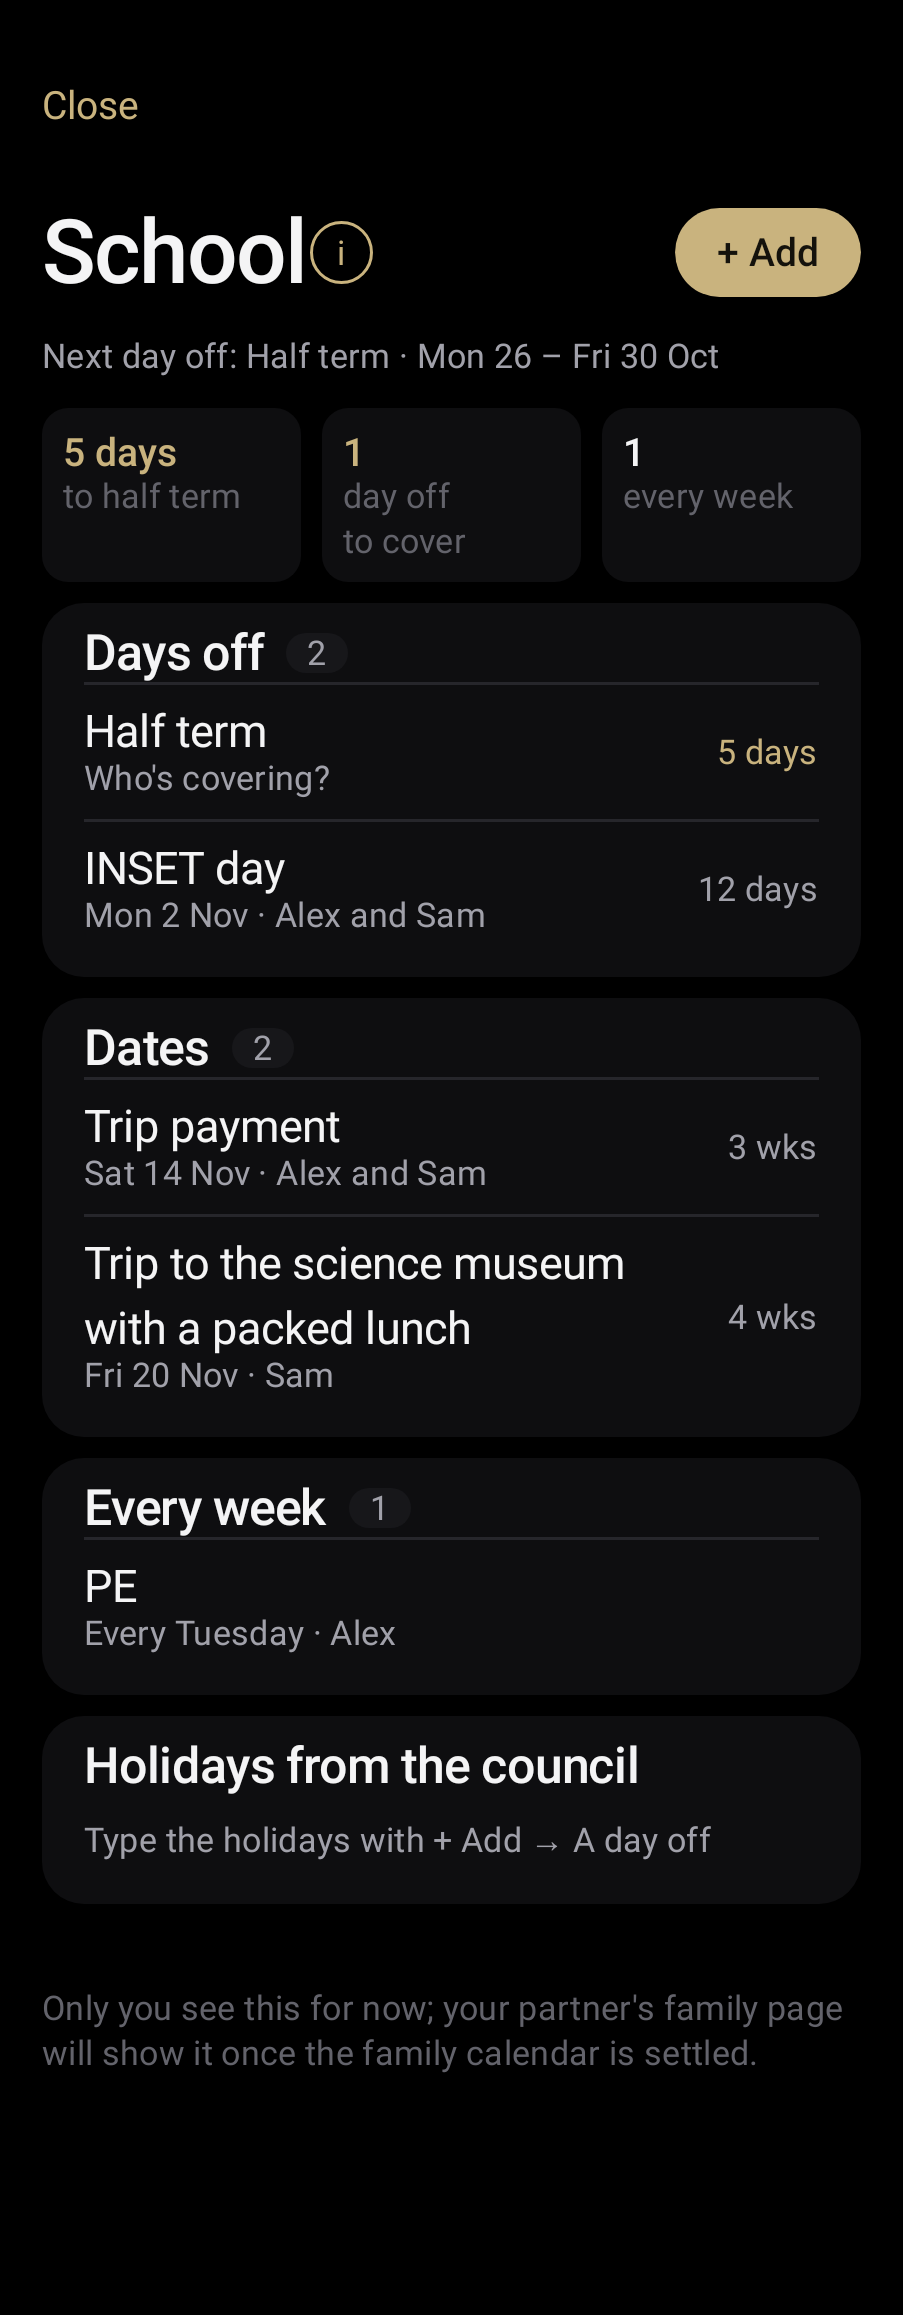 Close
School i
+ Add
Next day off: Half term · Mon 26 – Fri 30 Oct
5 days
to half term
1
day off
to cover
1
every week
Days off 2
Half term
Who's covering?
5 days
INSET day
Mon 2 Nov · Alex and Sam
12 days
Dates 2
Trip payment
Sat 14 Nov · Alex and Sam
3 wks
Trip to the science museum
with a packed lunch
Fri 20 Nov · Sam
4 wks
Every week 1
PE
Every Tuesday · Alex
Holidays from the council
Type the holidays with + Add → A day off
Only you see this for now; your partner's family page
will show it once the family calendar is settled.